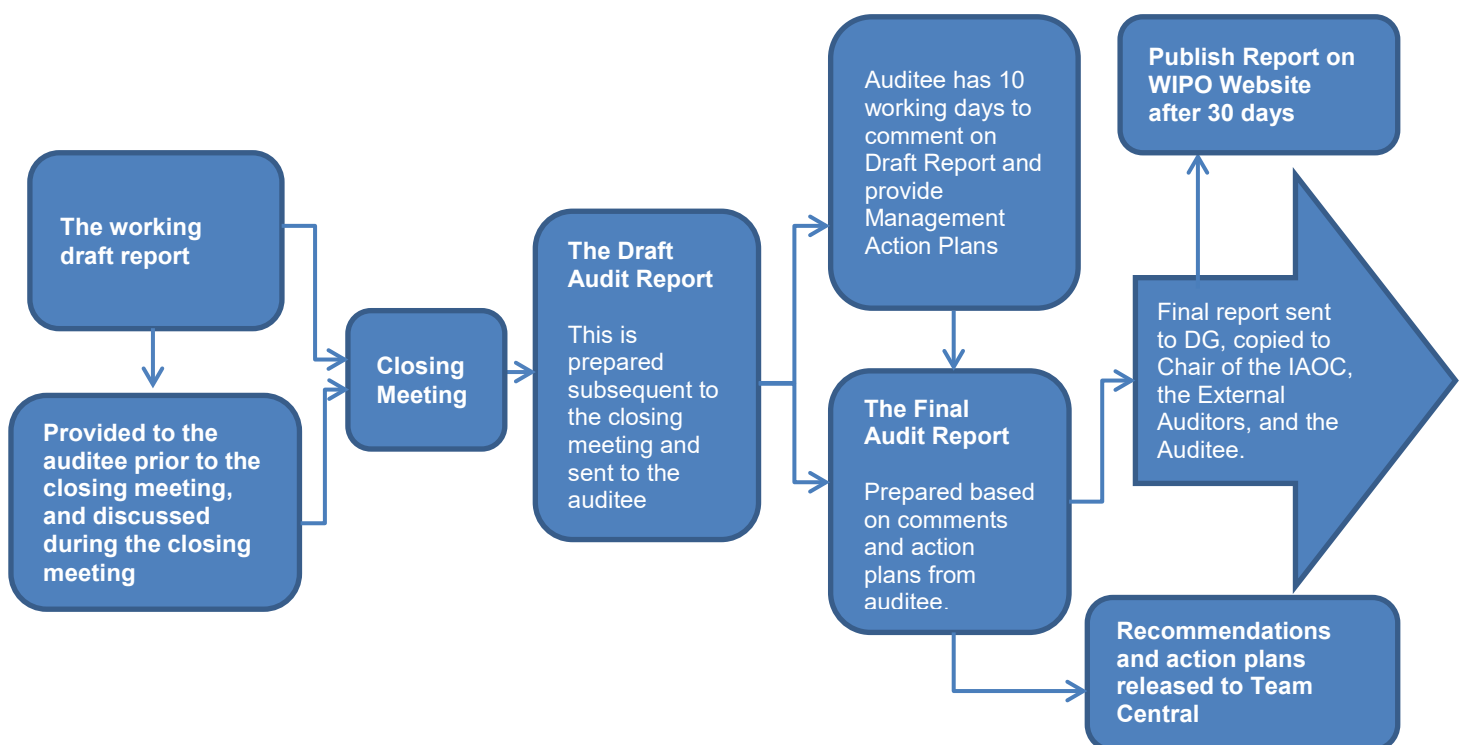 The working
draft report
Provided to the
auditee prior to the
closing meeting,
and discussed
during the closing
meeting
Closing
Meeting
The Draft
Audit Report
This is
prepared
subsequent to
the closing
meeting and
sent to the
auditee
Auditee has 10
working days to
comment on
Draft Report and
provide
Management
Action Plans
The Final
Audit Report
Prepared based
on comments
and action
plans from
auditee.
Publish Report on
WIPO Website
after 30 days
Final report sent
to DG, copied to
Chair of the IAOC,
the External
Auditors, and the
Auditee.
Recommendations
and action plans
released to Team
Central